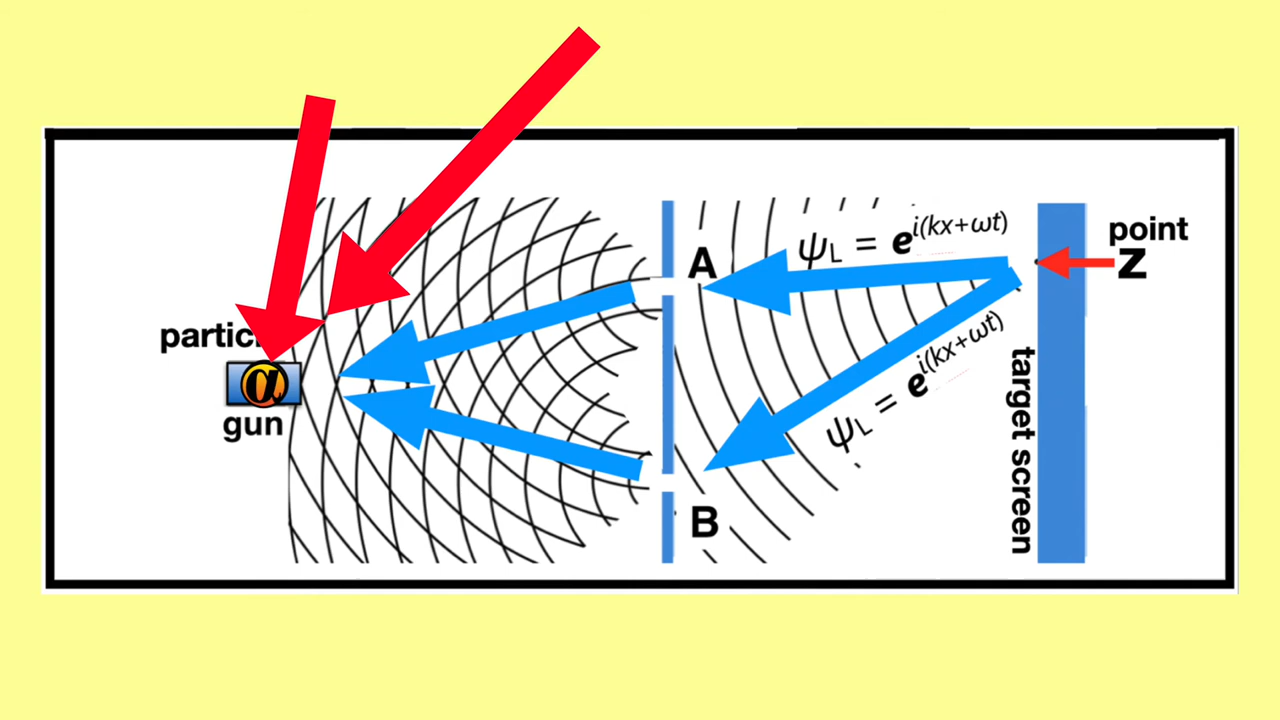 ψL = ei(kx+ωt)
point
Z
A
ψL = ei(kx+ωt)
@
gun
target screen
B